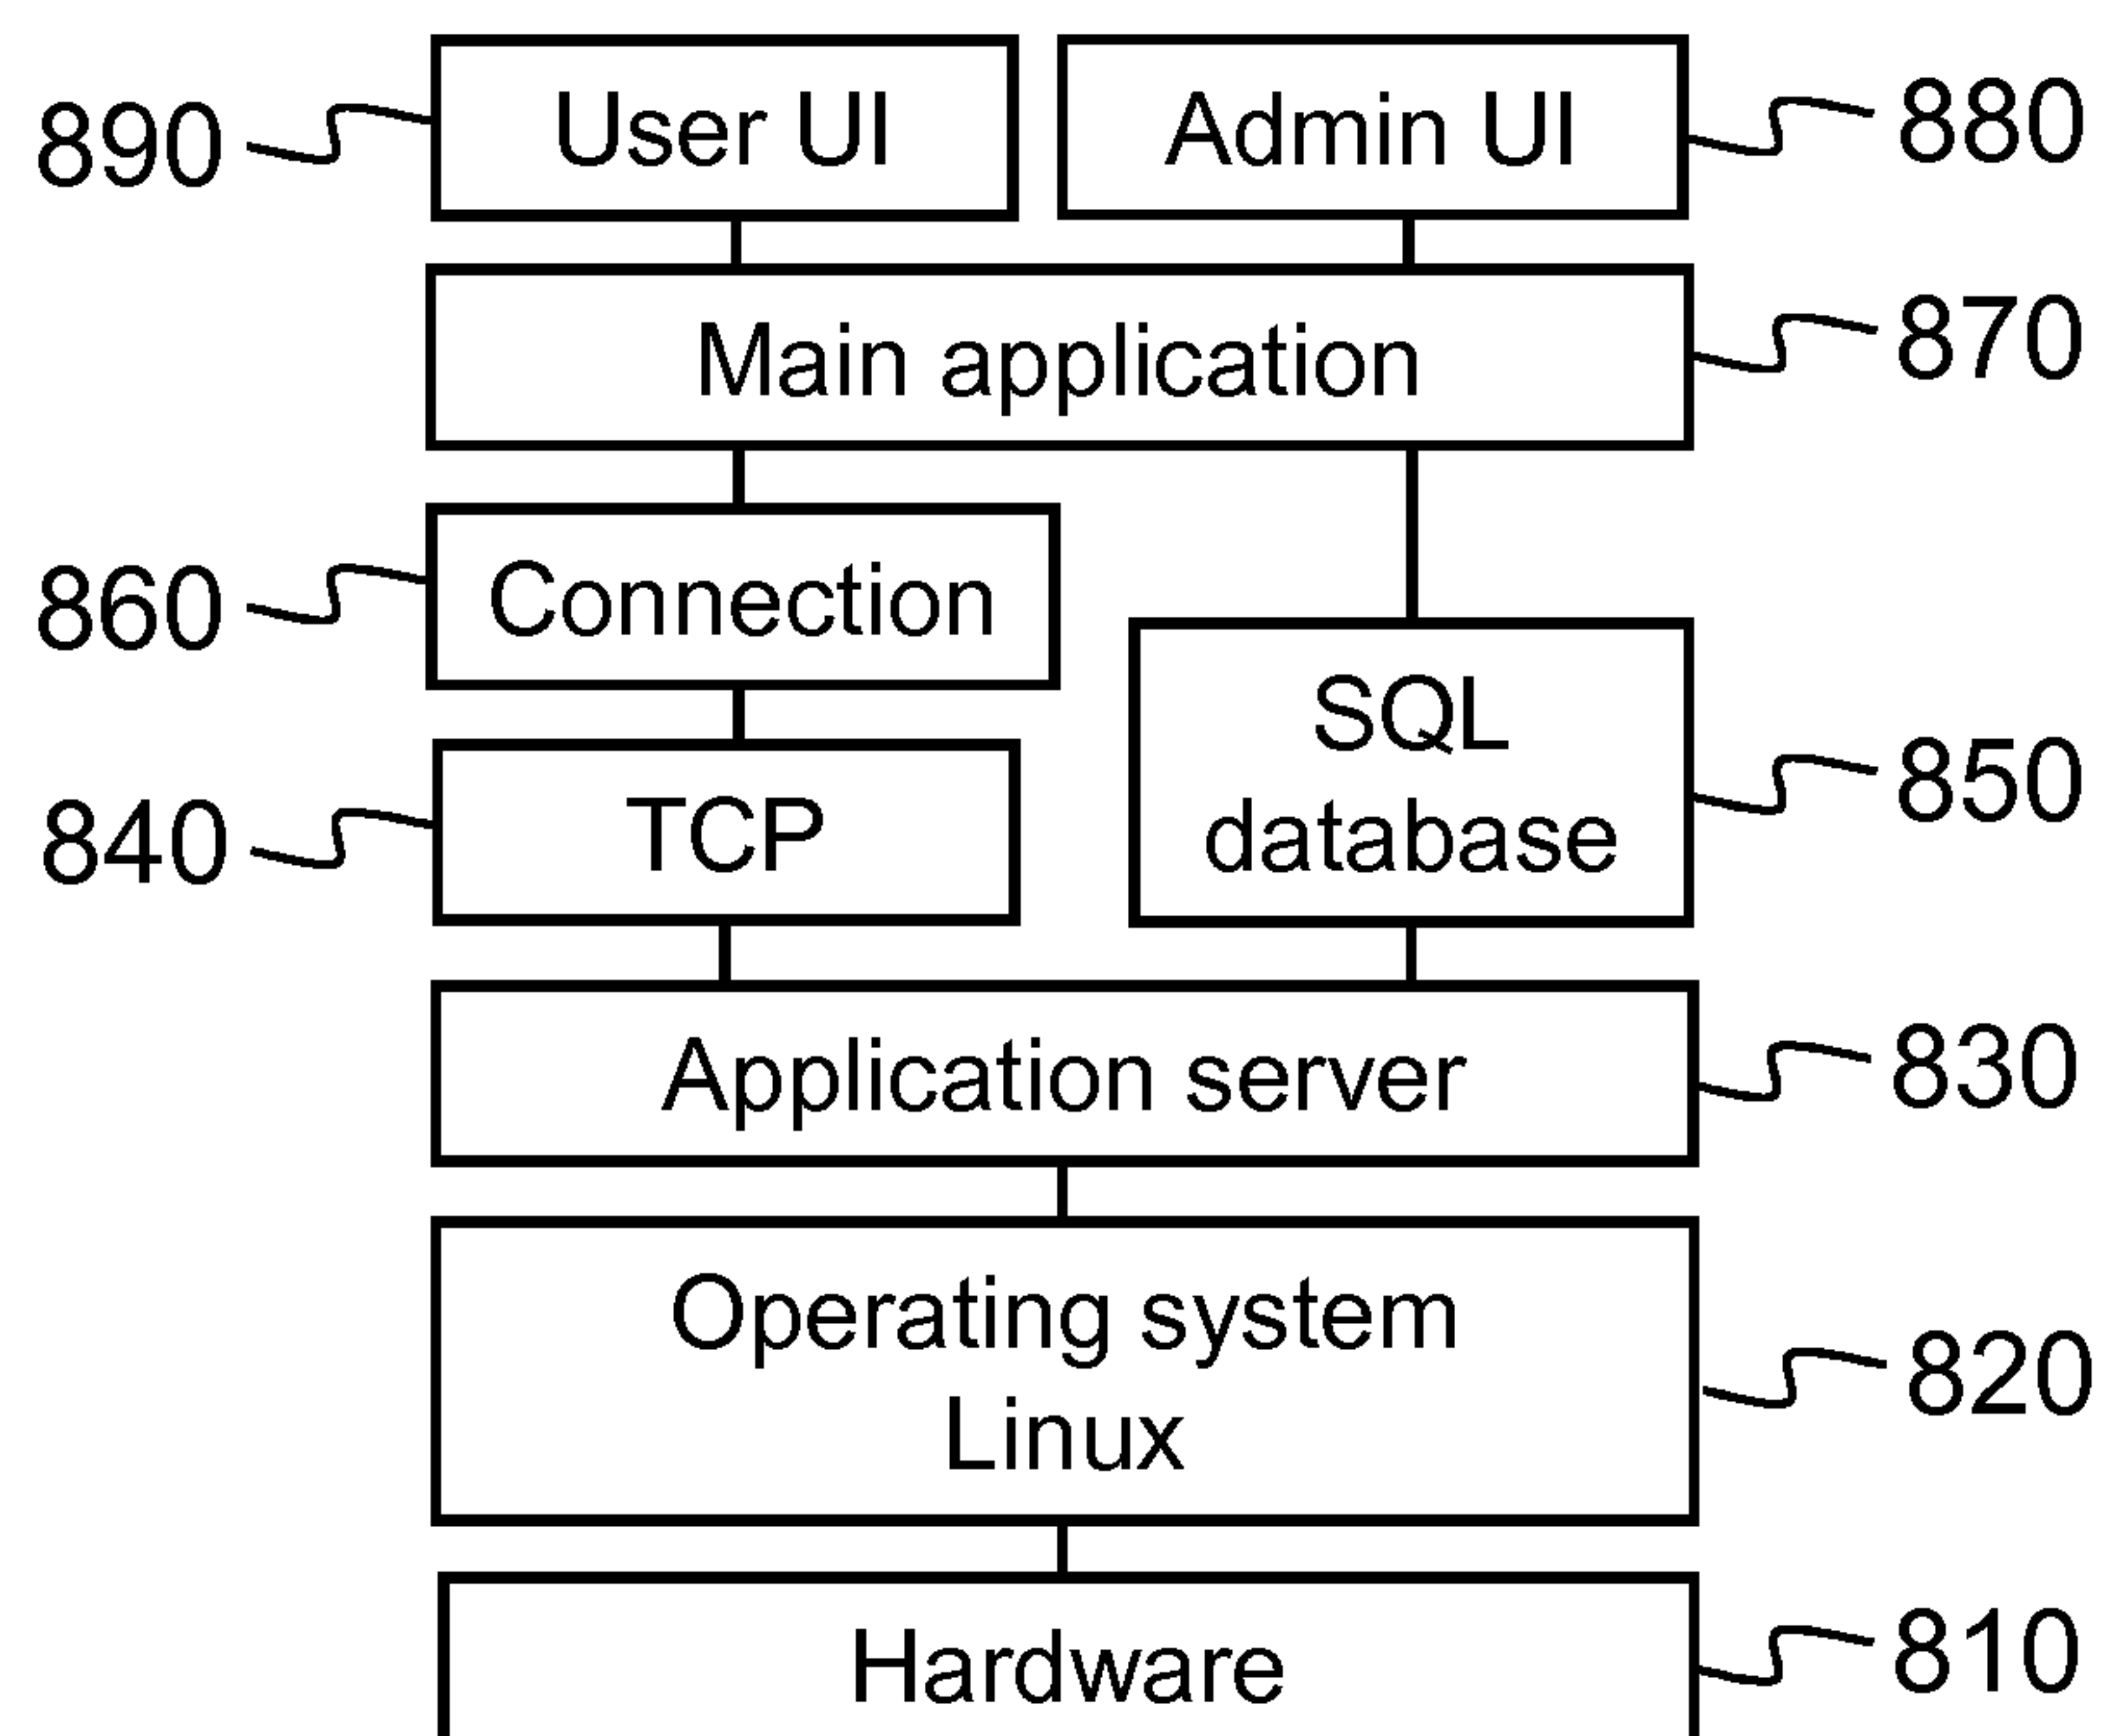 890
User UI
Admin UI
880
Main application
870
860
Connection
SQL
database
850
840
TCP
Application server
830
Operating system
Linux
820
Hardware
810